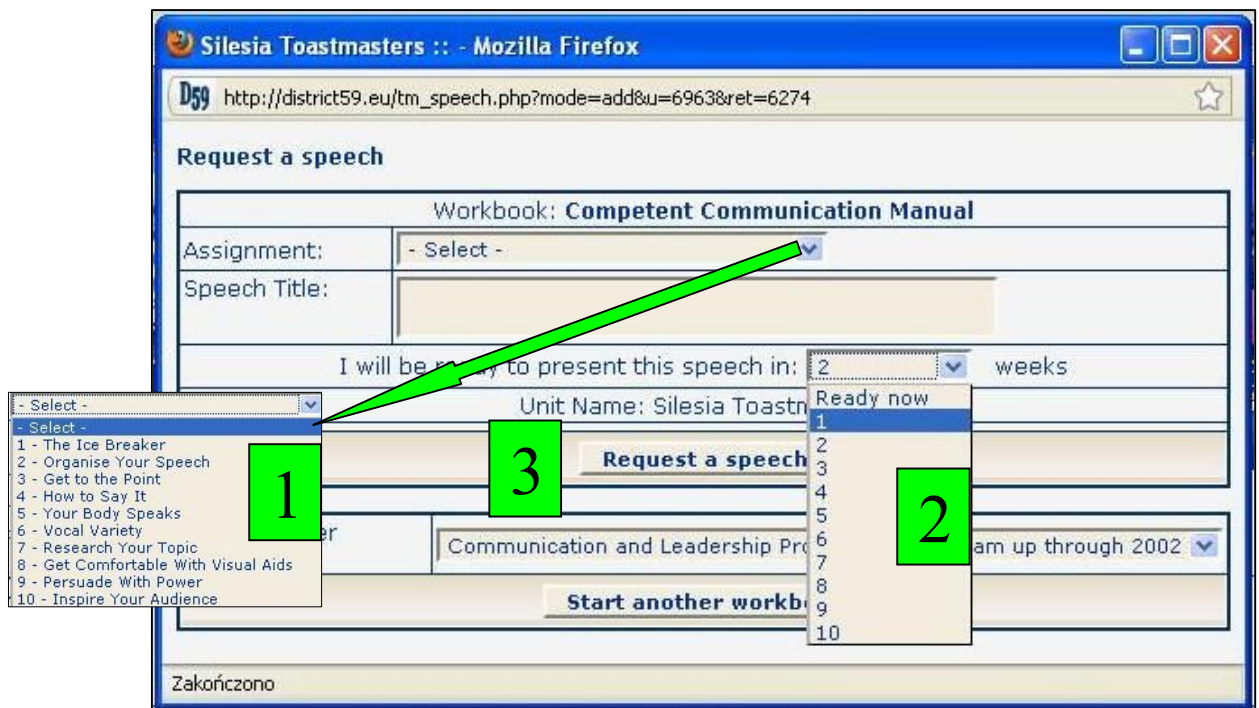 Silesia Toastmasters :: - Mozilla Firefox
D59 http://district59.eu/tm_speech.php?mode=add&u=6963&ret=6274
Request a speech
Workbook: Competent Communication Manual
Assignment: - Select -
Speech Title:
I will be to present this speech in: 2 weeks
Unit Name: Silesia
Request a speech
Communication and Leadership am up through 2002
Start another
Zakończono
- Select -
- Select -
1 - The Ice Breaker
2 - Organise Your Speech
3 - Get to the Point
4 - How to Say It
5 - Your Body Speaks
6 - Vocal Variety
7 - Research Your Topic
8 - Get Comfortable With Visual Aids
9 - Persuade With Power
10 - Inspire Your Audience
1
3
Ready now
1
2
3
4
5
6
7
8
9
10
2